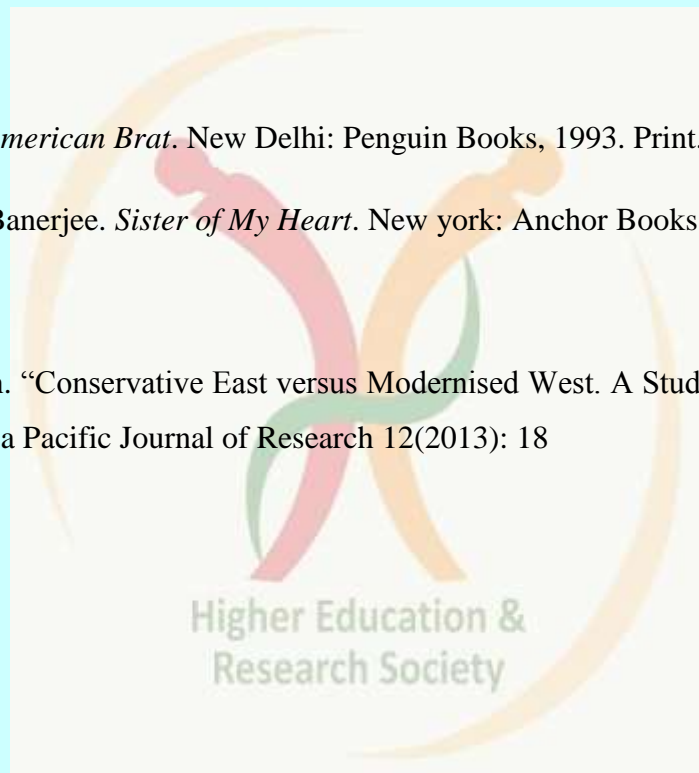 merican Brat. New Delhi: Penguin Books, 1993. Print.
Banerjee. Sister of My Heart. New york: Anchor Books
. “Conservative East versus Modernised West. A Stud
a Pacific Journal of Research 12(2013): 18
Higher Education &
Research Society